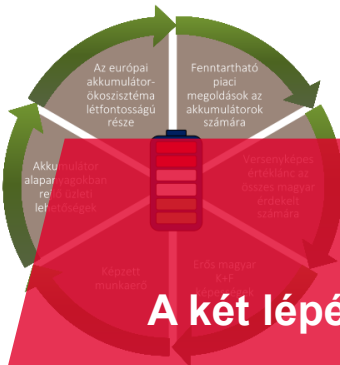 Az európai
akkumulátor-
ökoszisztéma
létfontosságú
része
Fenntartható
piaci
megoldások az
akkumulátorok
számára
Versenyképes
értéklánc az
összes magyar
érdekelt
számára
Erős magyar
K+F
képességek
Képzett
munkaerő
Akkumulátor
alapanyagokban
rejlő üzleti
lehetőségek
A két lépé